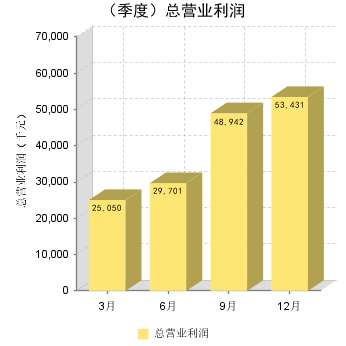 （季度）总营业利润
70,000
60,000
50,000
40,000
30,000
20,000
10,000
0
总营业利润（千元）
25,050
29,701
48,942
53,431
3月
6月
9月
12月
总营业利润